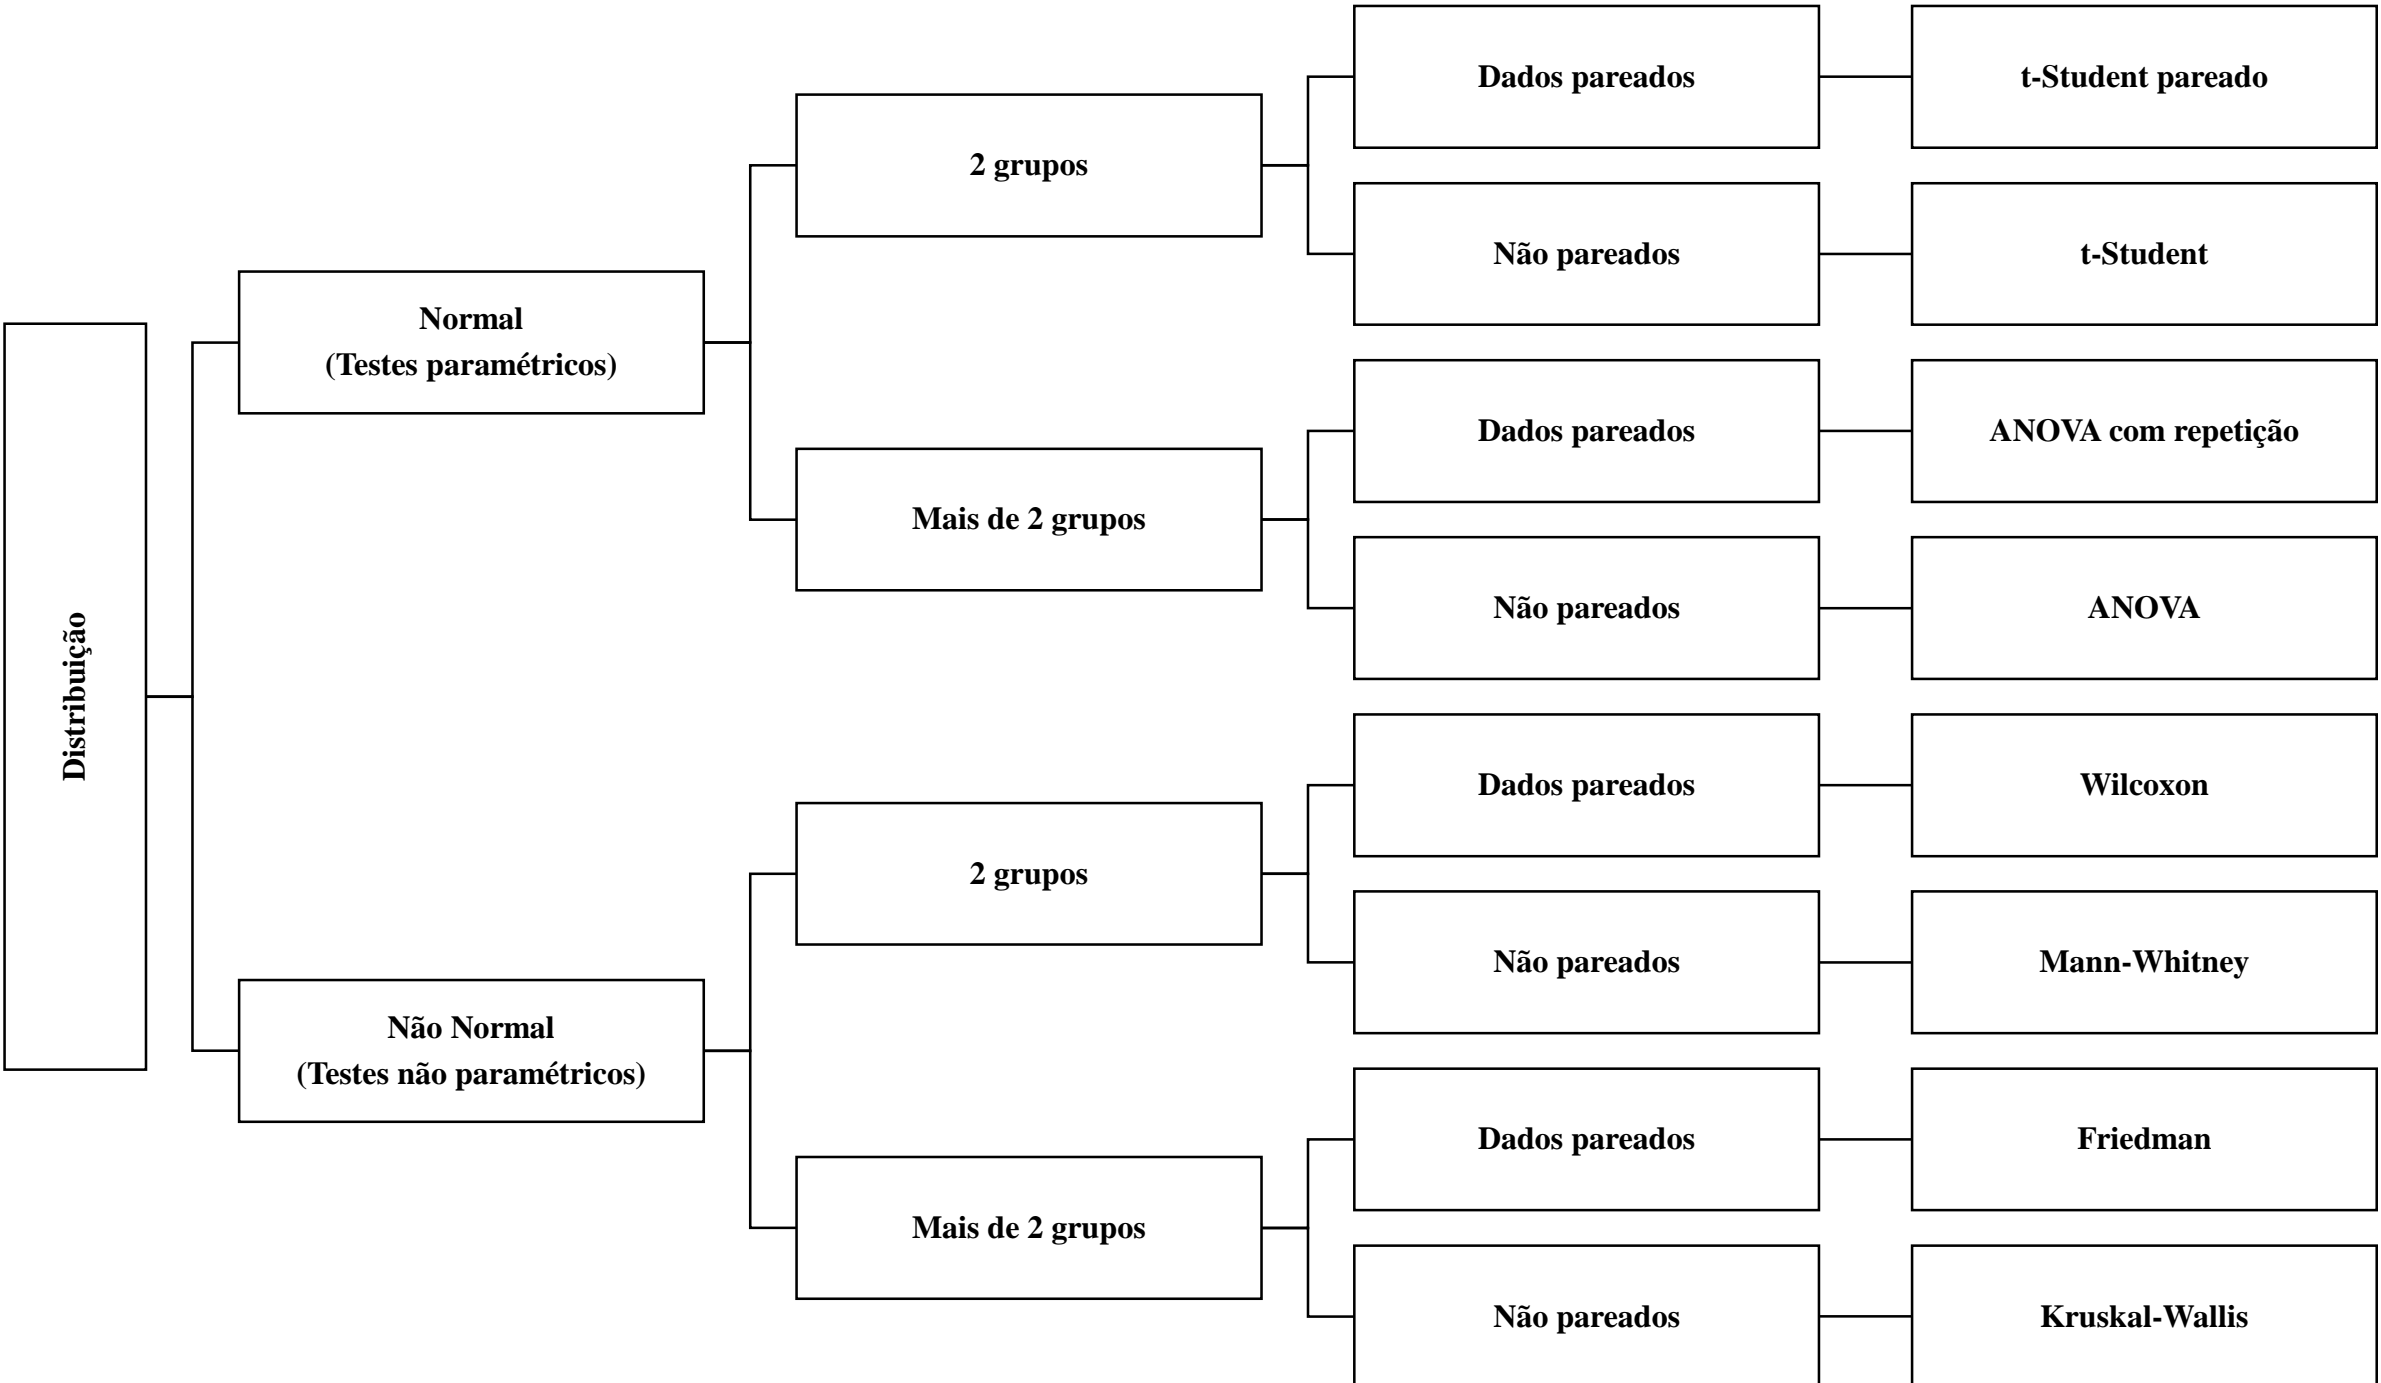 Distribuição
Normal
(Testes paramétricos)
2 grupos
Dados pareados
t-Student pareado
Não pareados
t-Student
Mais de 2 grupos
Dados pareados
ANOVA com repetição
Não pareados
ANOVA
Não Normal
(Testes não paramétricos)
2 grupos
Dados pareados
Wilcoxon
Não pareados
Mann-Whitney
Mais de 2 grupos
Dados pareados
Friedman
Não pareados
Kruskal-Wallis